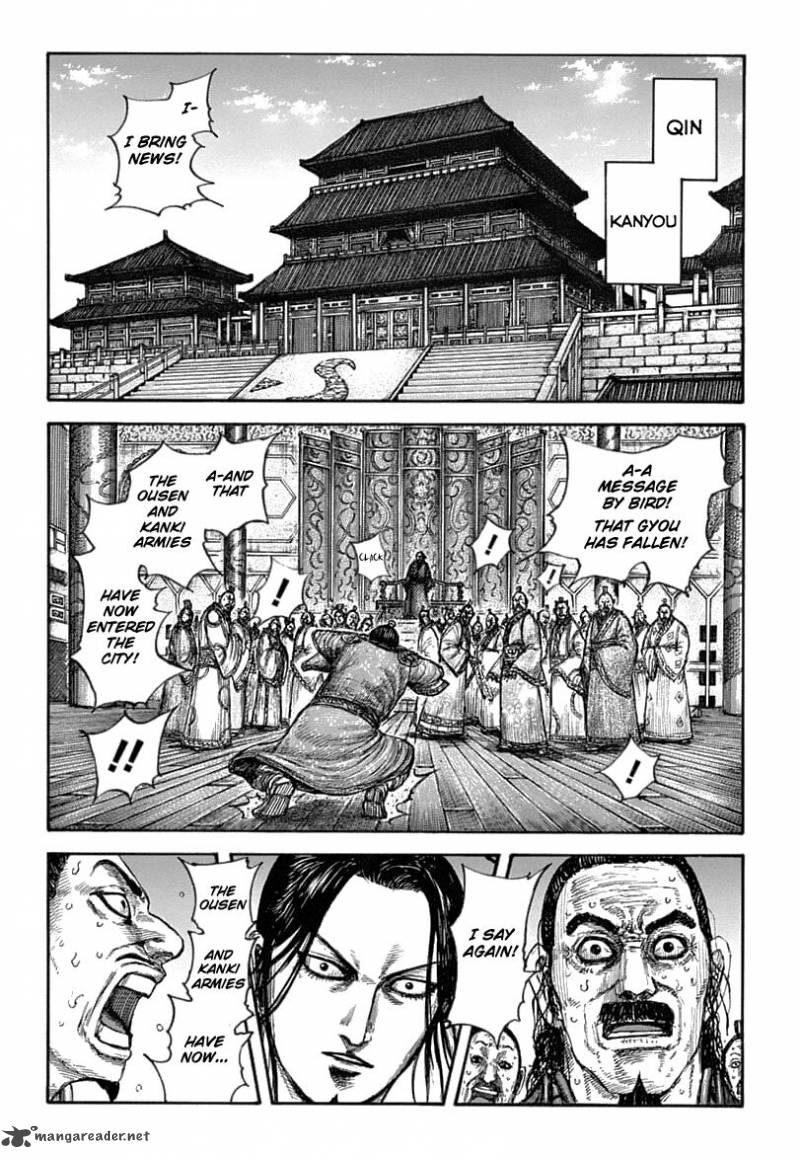 QIN
KANYOU
I-
I BRING
NEWS!
A-A
MESSAGE
BY BIRD!
THAT GYOU
HAS FALLEN!
!
!
CLICK
A-AND THAT
THE
OUSEN
AND
KANKI
ARMIES
HAVE
NOW
ENTERED
THE
CITY!
!
!!
!
I SAY
AGAIN!
THE
OUSEN
AND
KANKI
ARMIES
HAVE
NOW...
mangareader.net